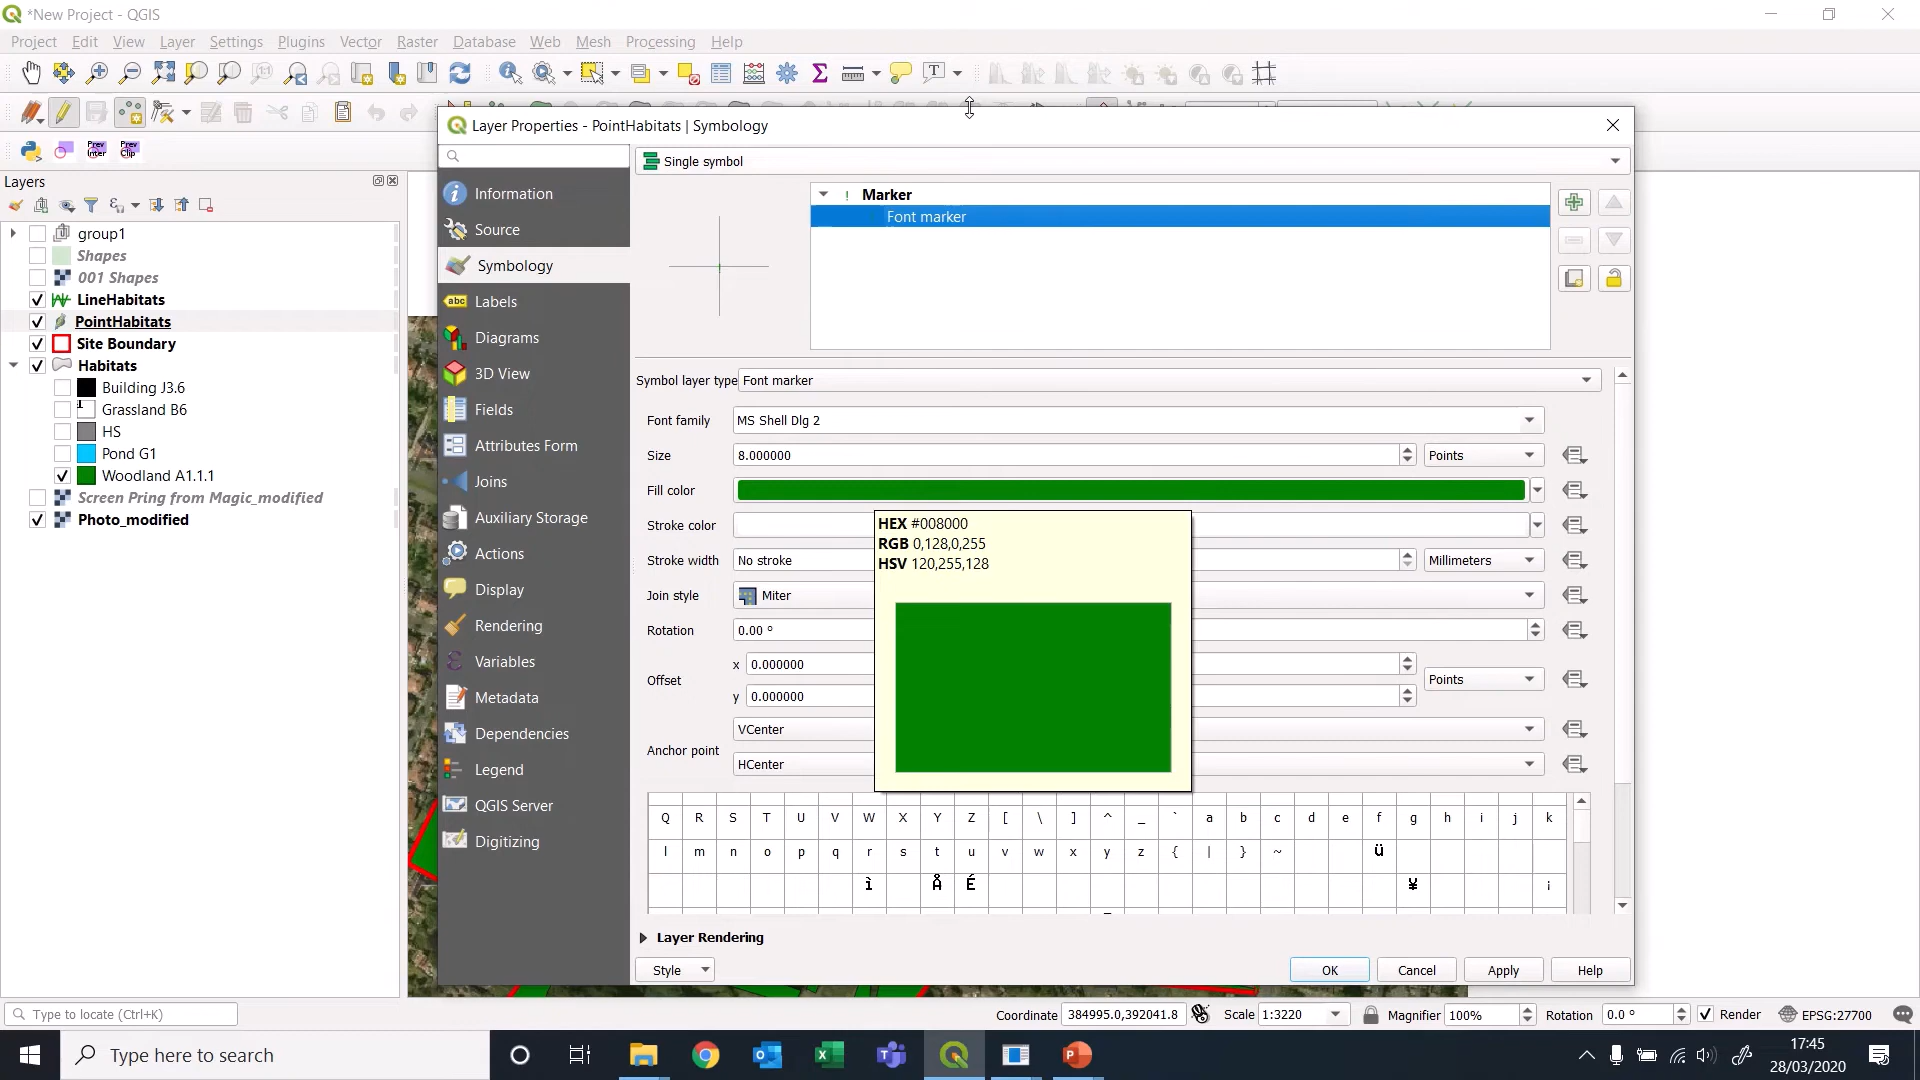 *New Project - QGIS
Project Edit View Layer Settings Plugins Vector Raster Database Web Mesh Processing Help
Layer Properties - PointHabitats | Symbology
Prev Inter Prev Clip
Layers
group1
Shapes
001 Shapes
LineHabitats
PointHabitats
Site Boundary
Habitats
Building J3.6
Grassland B6
HS
Pond G1
Woodland A1.1.1
Screen Pring from Magic_modified
Photo_modified
Information
Source
Symbology
abc Labels
Diagrams
3D View
Fields
Attributes Form
Joins
Auxiliary Storage
Actions
Display
Rendering
Variables
Metadata
Dependencies
Legend
QGIS Server
Digitizing
Single symbol
Marker
Font marker
Symbol layer type Font marker
Font family MS Shell Dlg 2
Size 8.000000 Points
Fill color
Stroke color
Stroke width No stroke Millimeters
Join style Miter
Rotation 0.00 °
Offset x 0.000000 Points
y 0.000000
Anchor point VCenter
HCenter
HEX #008000
RGB 0,128,0,255
HSV 120,255,128
Q R S T U V W X Y Z [ \ ] ^ _ ` a b c d e f g h i j k
l m n o p q r s t u v w x y z { | } ~ ü
ì Å É ¥ ¡
Layer Rendering
Style OK Cancel Apply Help
Type to locate (Ctrl+K) Coordinate 384995.0,392041.8 Scale 1:3220 Magnifier 100% Rotation 0.0 ° Render EPSG:27700
Type here to search
17:45
28/03/2020